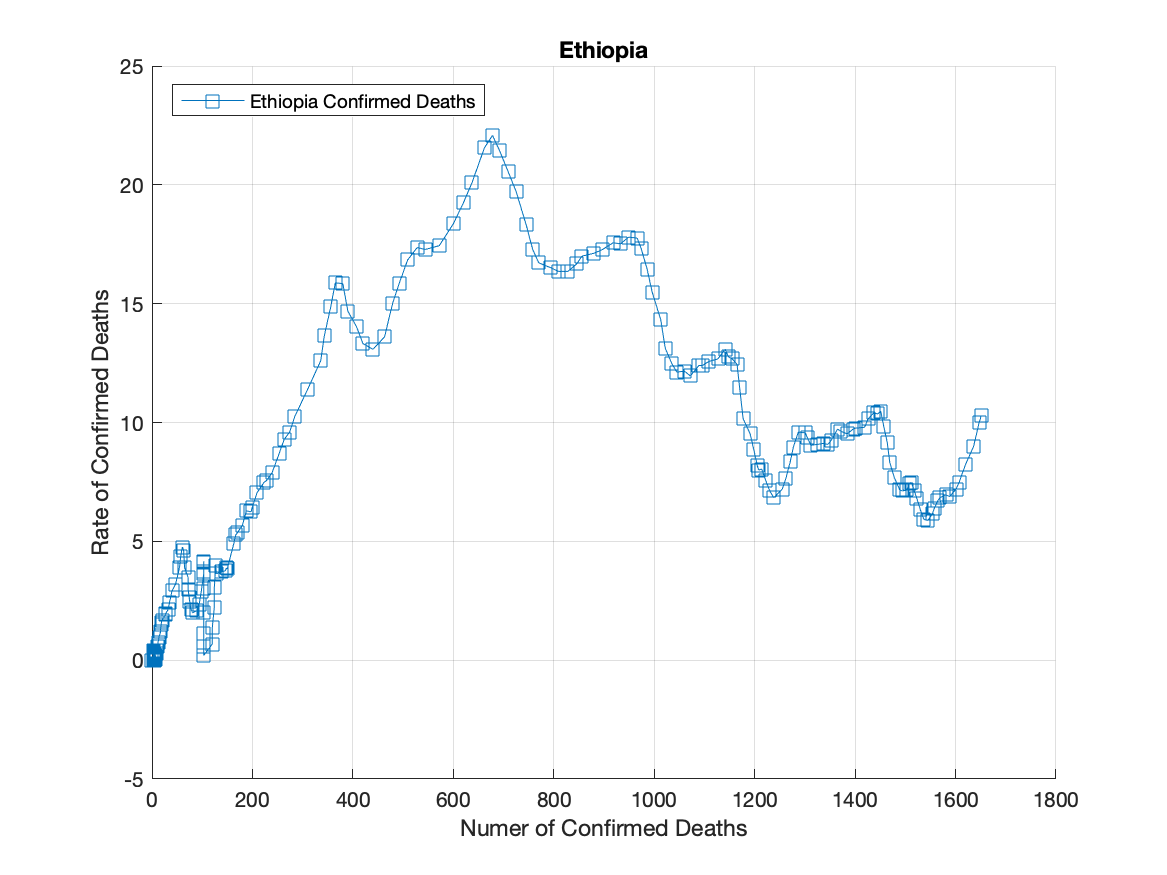 Ethiopia
Ethiopia Confirmed Deaths
25
20
15
10
5
0
-5
Rate of Confirmed Deaths
0 200 400 600 800 1000 1200 1400 1600 1800
Numer of Confirmed Deaths